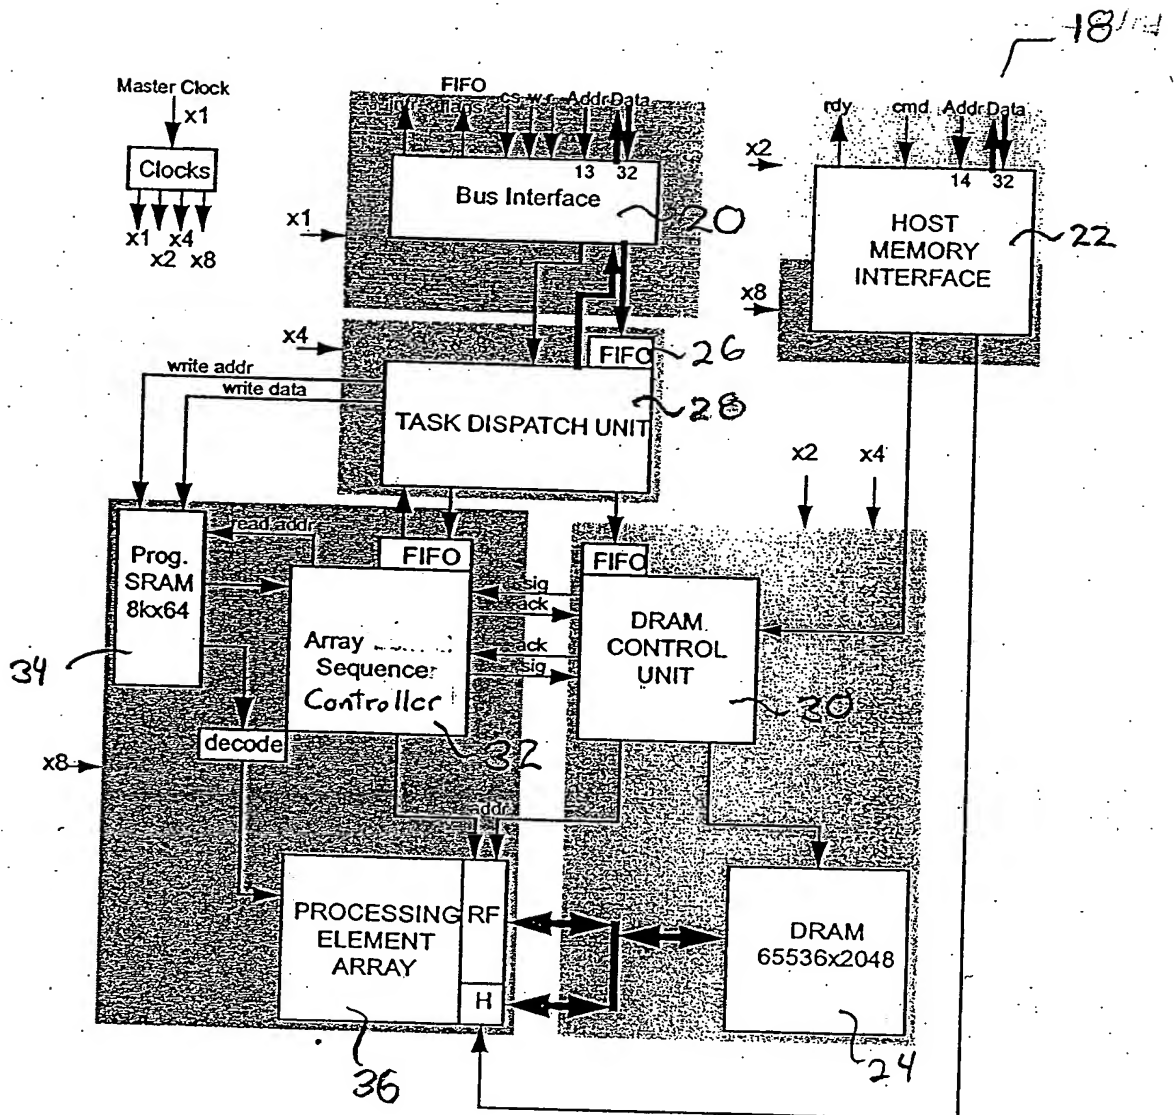 18
Master Clock
x1
Clocks
x1 x4
x2 x8
FIFO
intr flags cs w r Addr Data
13 32
Bus Interface
20
x1
rdy cmd Addr Data
x2
14 32
HOST
MEMORY
INTERFACE
22
x8
x4
FIFO
26
write addr
write data
TASK DISPATCH UNIT
28
x2 x4
read addr
Prog.
SRAM
8kx64
34
FIFO
FIFO
sig
ack
ack
sig
Array
Sequencer
Controller
32
DRAM
CONTROL
UNIT
30
decode
x8
addr
PROCESSING
ELEMENT
ARRAY
RF
H
36
DRAM
65536x2048
24